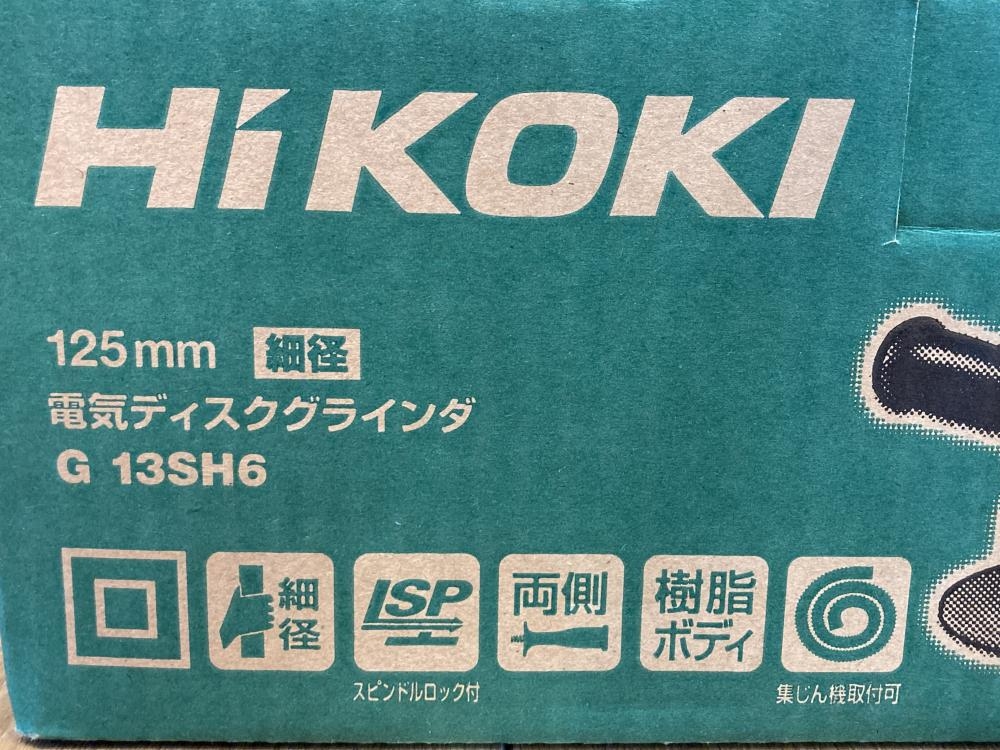 HiKOKI
125mm 細径
電気ディスクグラインダ
G 13SH6
細径
ISP
両側
樹脂ボディ
スピンドルロック付
集じん機取付可